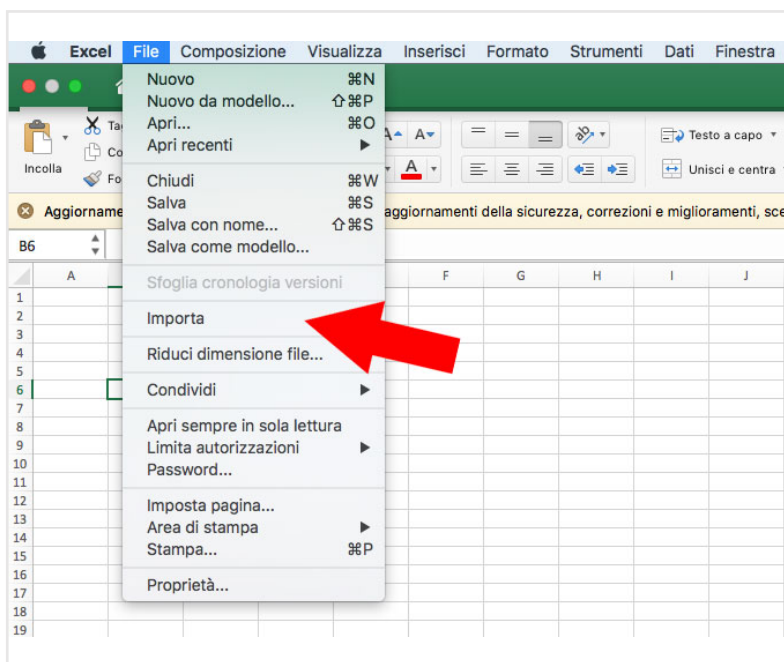 Excel File Composizione Visualizza Inserisci Formato Strumenti Dati Finestra
Nuovo ⌘N
Nuovo da modello... ⇧⌘P
Apri... ⌘O
Apri recenti
Chiudi ⌘W
Salva ⌘S
Salva con nome... ⇧⌘S
Salva come modello...
Sfoglia cronologia versioni
Importa
Riduci dimensione file...
Condividi
Apri sempre in sola lettura
Limita autorizzazioni
Password...
Imposta pagina...
Area di stampa
Stampa... ⌘P
Proprietà...
Incolla
A A
A
Testo a capo
Unisci e centra
aggiornamenti della sicurezza, correzioni e miglioramenti,
B6
A F G H I J
1
2
3
4
5
6
7
8
9
10
11
12
13
14
15
16
17
18
19